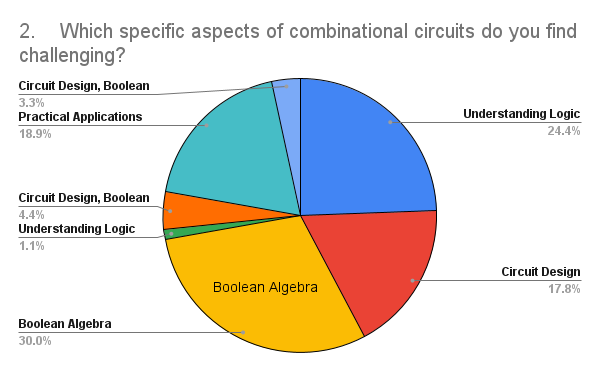 2. Which specific aspects of combinational circuits do you find
challenging?
Circuit Design, Boolean
3.3%
Practical Applications
18.9%
Circuit Design, Boolean
4.4%
Understanding Logic
1.1%
Boolean Algebra
30.0%
Boolean Algebra
Understanding Logic
24.4%
Circuit Design
17.8%